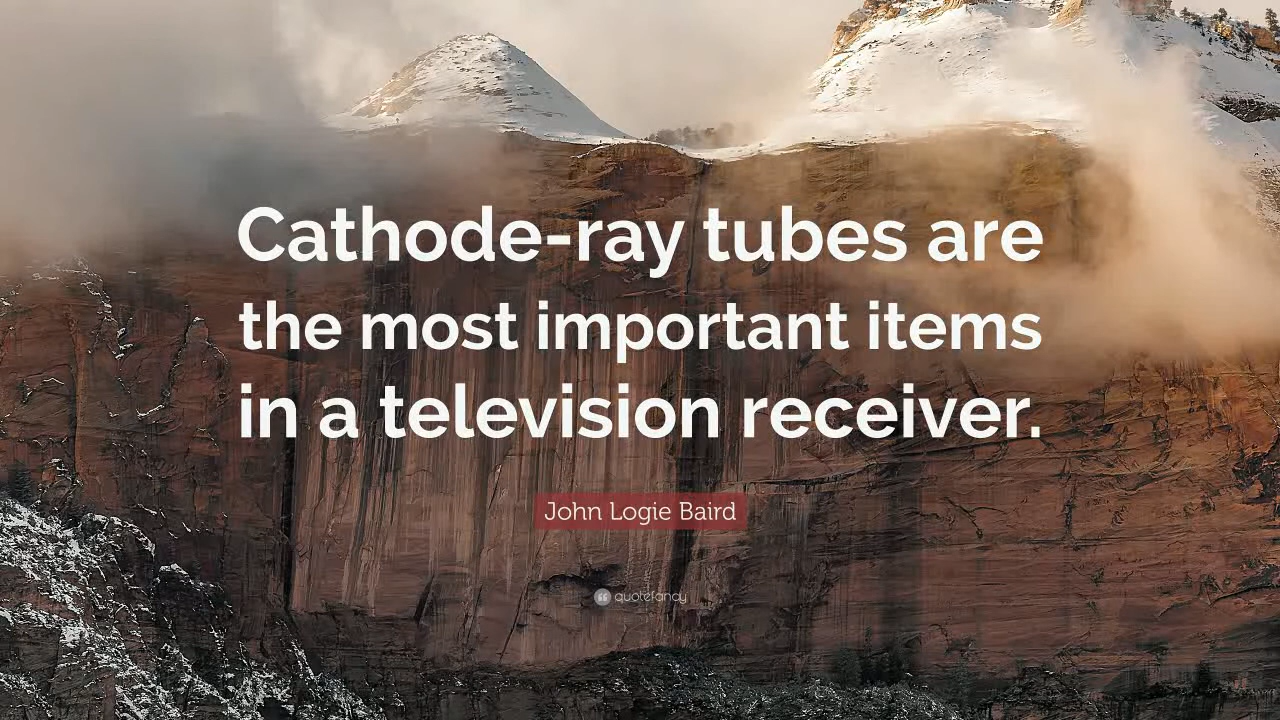 Cathode-ray tubes are
the most important items
in a television receiver.
John Logie Baird
quotefancy